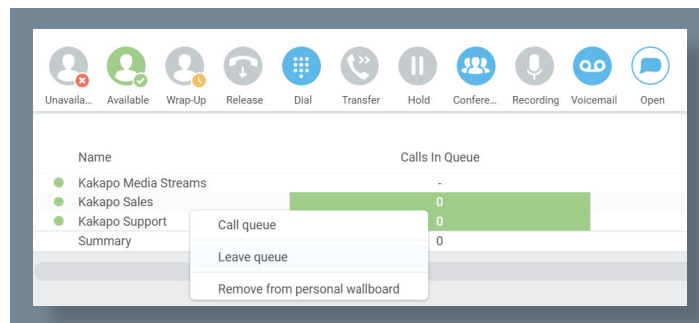 Unavaila... Available Wrap-Up Release Dial Transfer Hold Confere... Recording Voicemail Open
Name Calls In Queue
Kakapo Media Streams -
Kakapo Sales 0
Kakapo Support 0
Summary 0
Call queue
Leave queue
Remove from personal wallboard